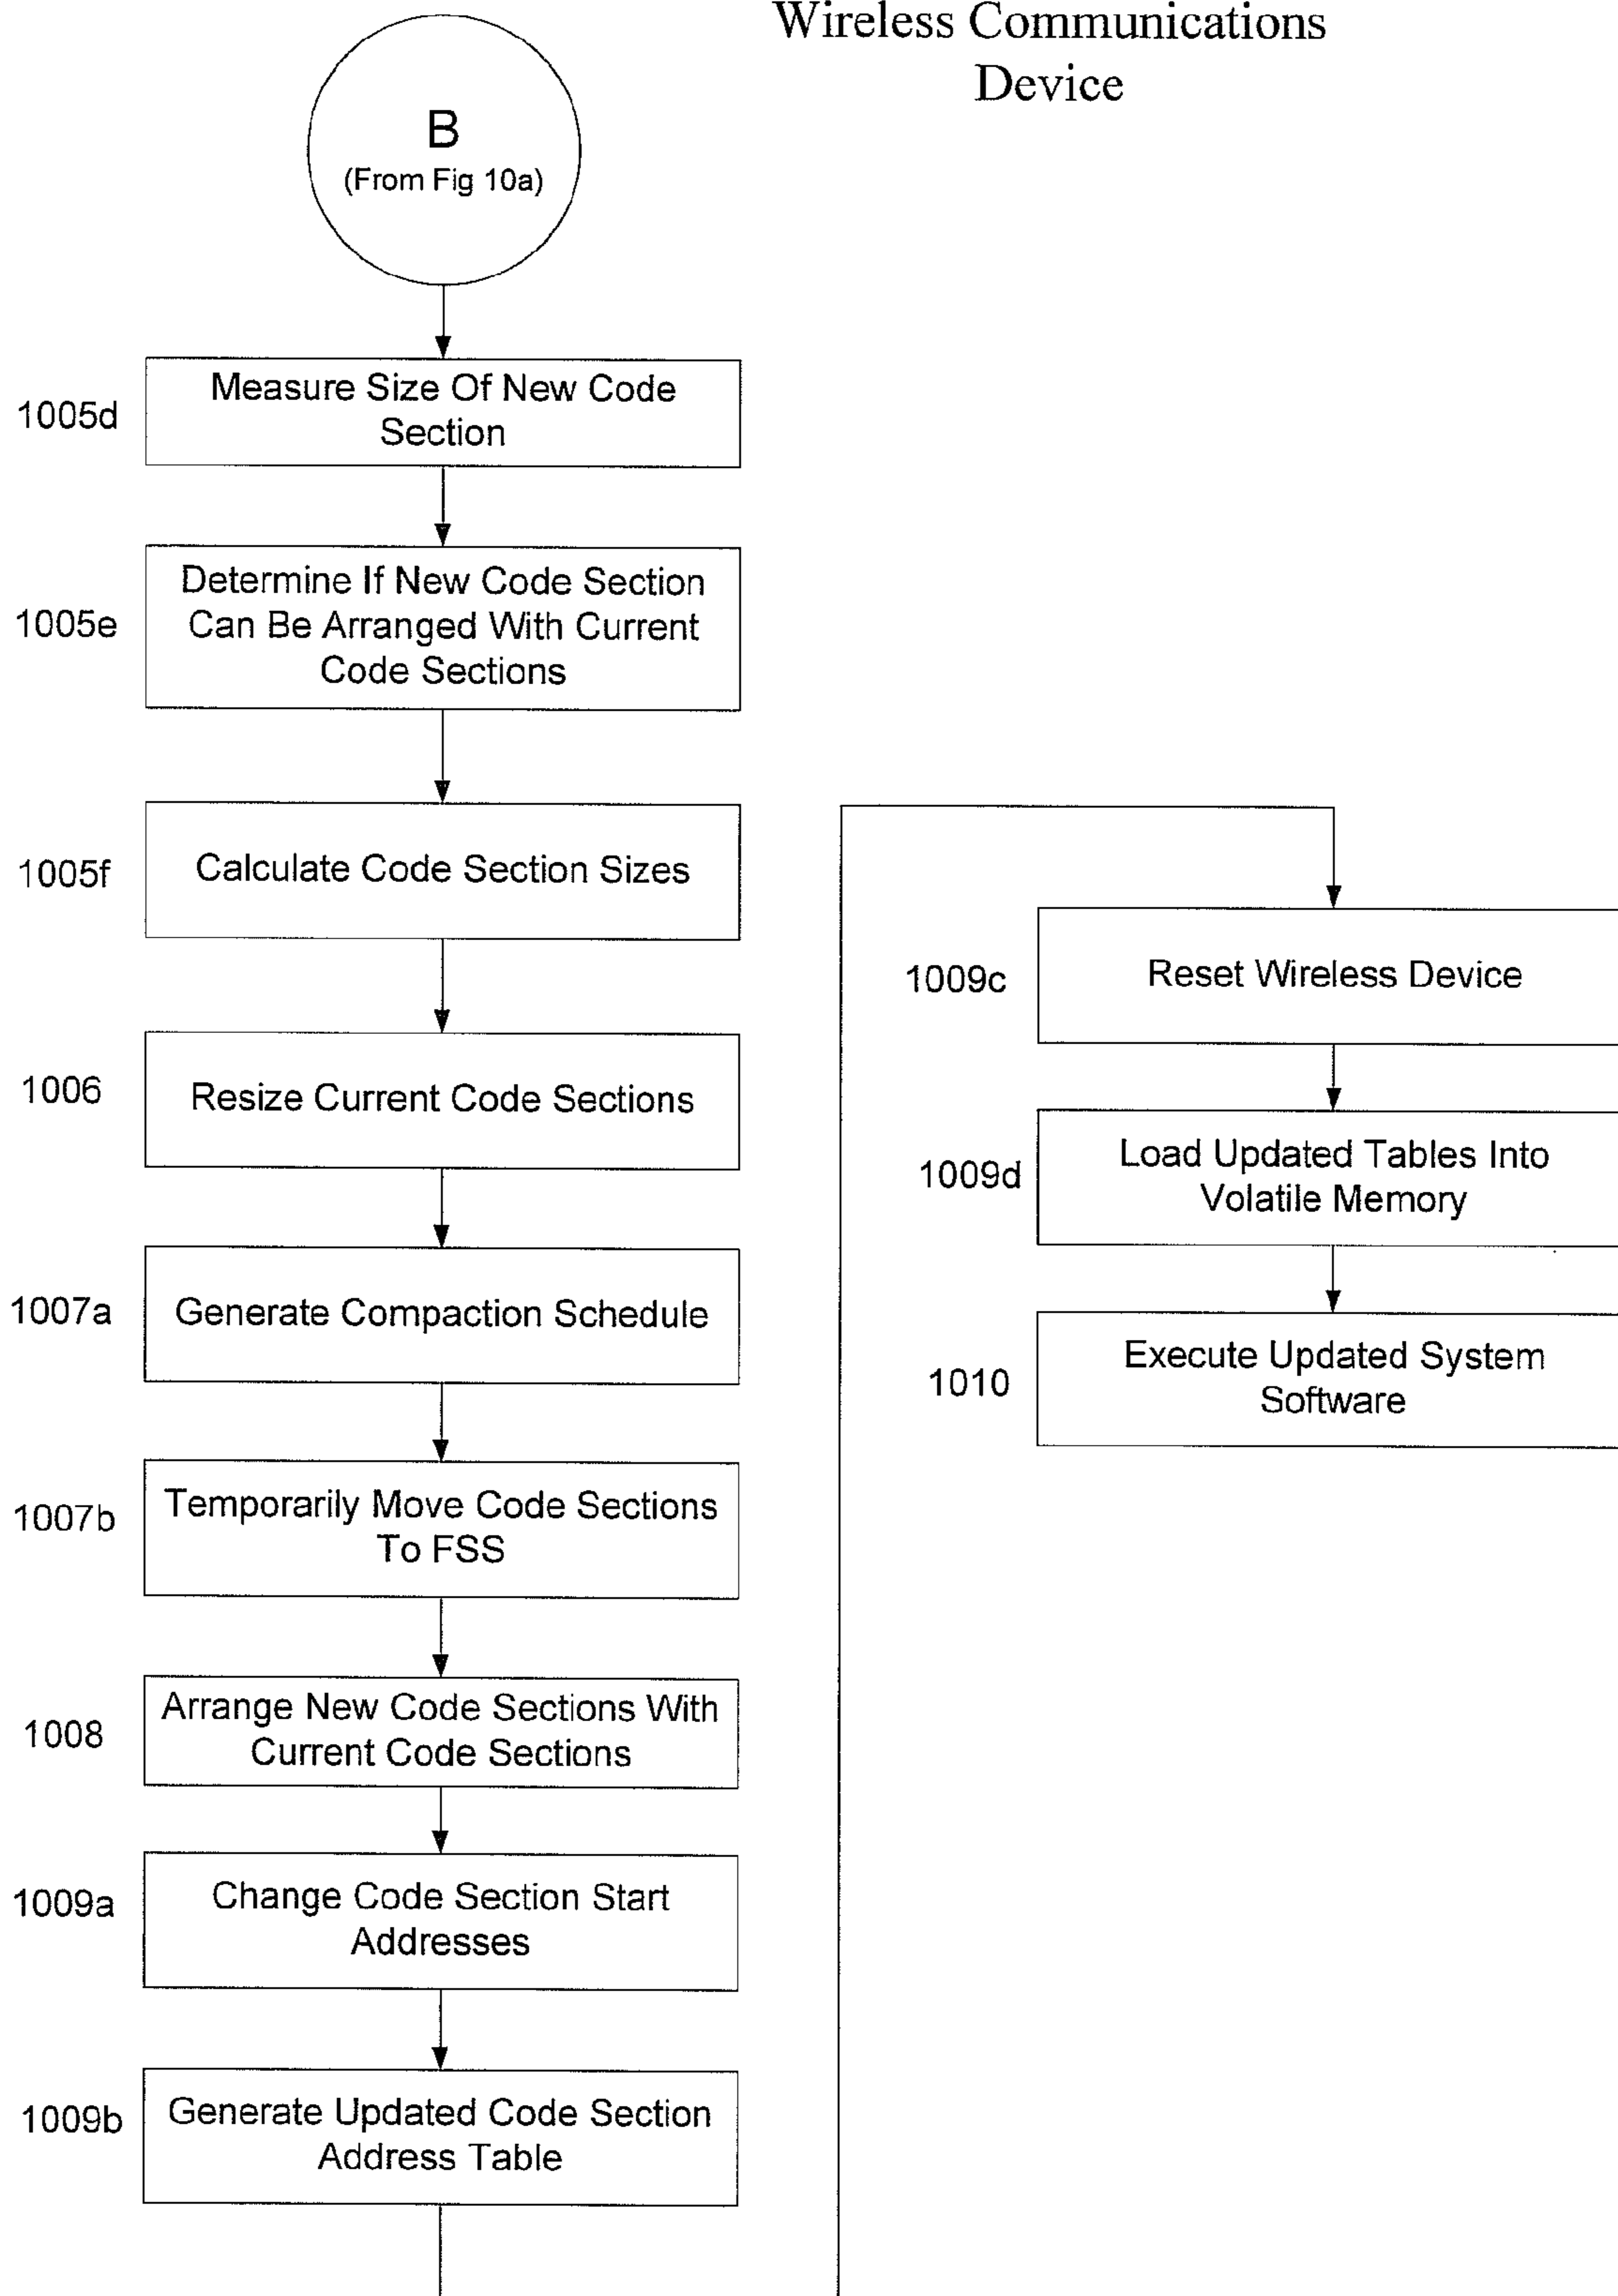 Wireless Communications
Device
B
(From Fig 10a)
1005d
Measure Size Of New Code
Section
1005e
Determine If New Code Section
Can Be Arranged With Current
Code Sections
1005f
Calculate Code Section Sizes
1006
Resize Current Code Sections
1007a
Generate Compaction Schedule
1007b
Temporarily Move Code Sections
To FSS
1008
Arrange New Code Sections With
Current Code Sections
1009a
Change Code Section Start
Addresses
1009b
Generate Updated Code Section
Address Table
1009c
Reset Wireless Device
1009d
Load Updated Tables Into
Volatile Memory
1010
Execute Updated System
Software